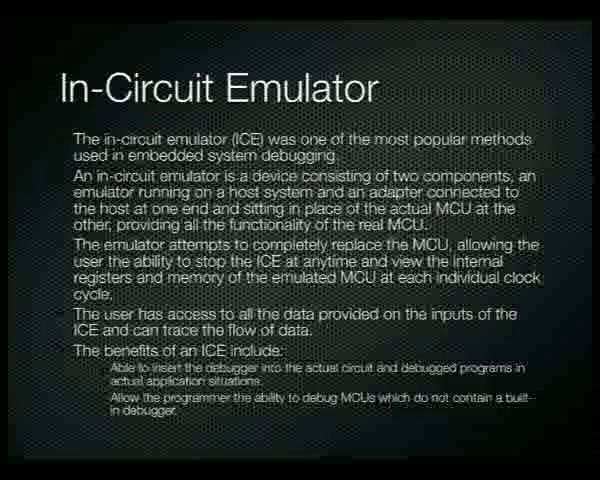 In-Circuit Emulator
The in-circuit emulator (ICE) was one of the most popular methods
used in embedded system debugging.
An in-circuit emulator is a device consisting of two components, an
emulator running on a host system and an adapter connected to
the host at one end and sitting in place of the actual MCU at the
other, providing all the functionality of the real MCU.
The emulator attempts to completely replace the MCU, allowing the
user the ability to stop the ICE at anytime and view the internal
registers and memory of the emulated MCU at each individual clock
cycle.
The user has access to all the data provided on the inputs of the
ICE and can trace the flow of data.
The benefits of an ICE include:
Able to insert the debugger into the actual circuit and debugged programs in
actual application situations.
Allow the programmer the ability to debug MCUs which do not contain a built-
in debugger.